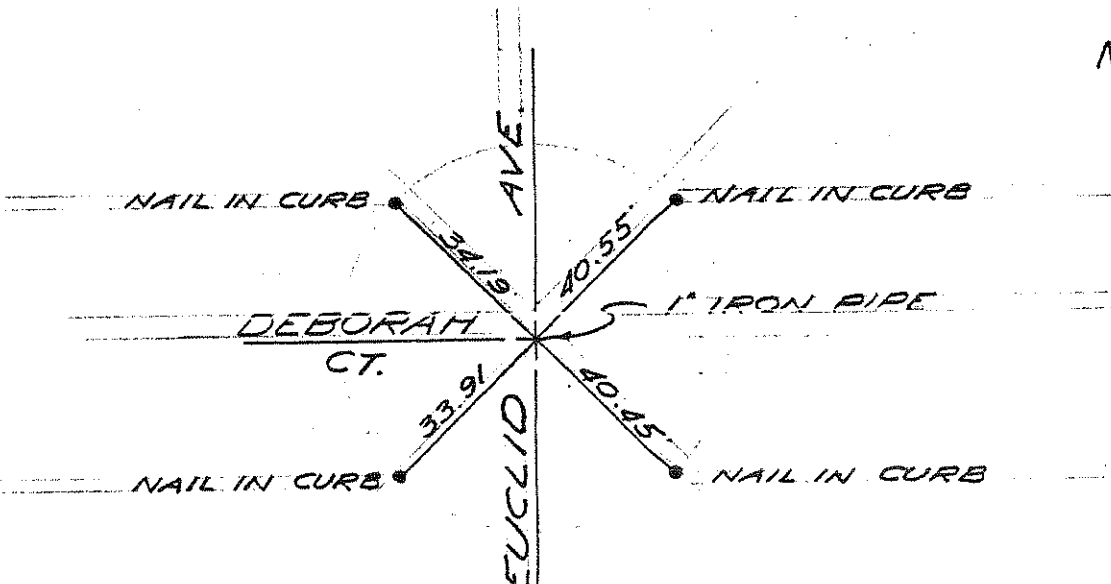 AVE.
NAIL IN CURB
NAIL IN CURB
34.19'
40.55'
1" IRON PIPE
DEBORAH
CT.
33.91
40.45'
EUCLID
NAIL IN CURB
NAIL IN CURB